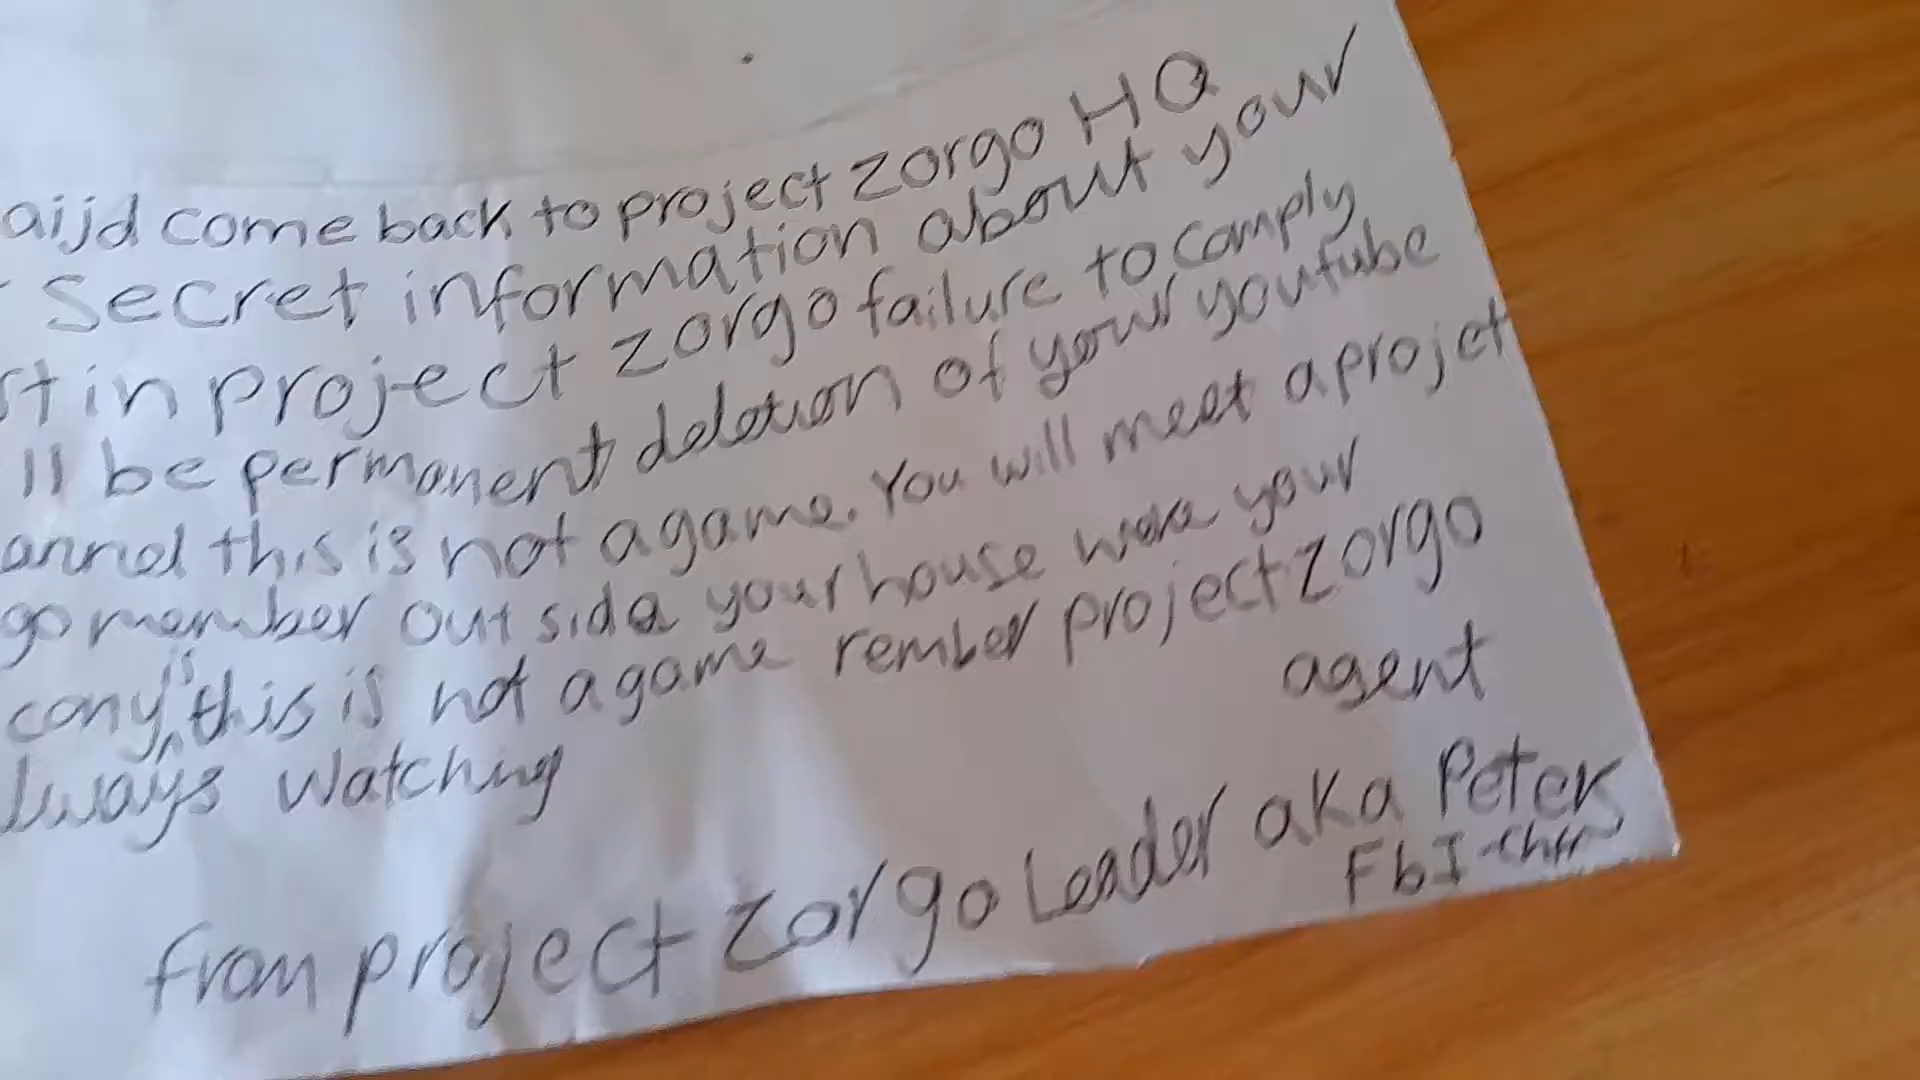 aijd come back to project zorgo HQ
Secret information about your
st in project zorgo failure to comply
ll be permanent deletion of your youtube
annel this is not a game. You will meet a projet
go member out side your house were your
cony is this is not a game rember project zorgo
lways watching
agent
from project zorgo Leader aka Peter
FbI